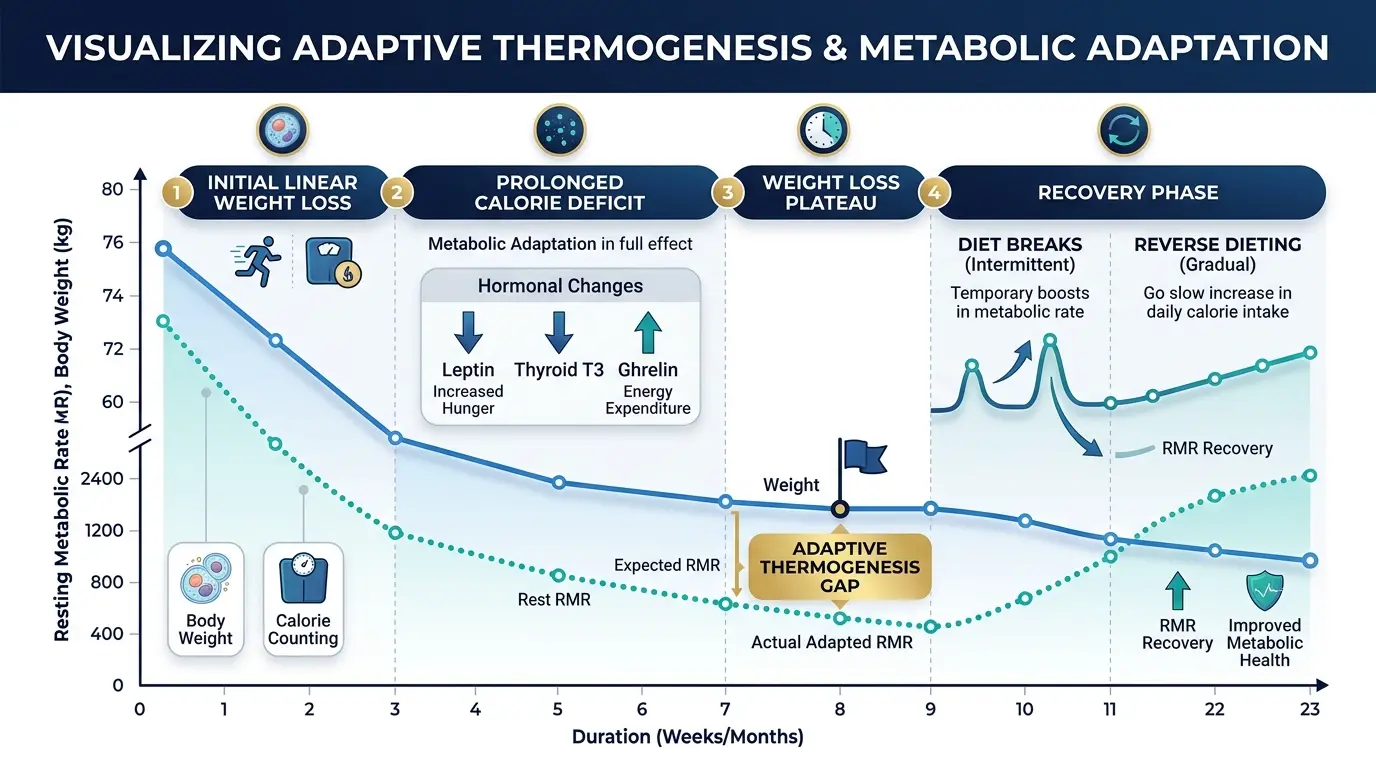 VISUALIZING ADAPTIVE THERMOGENESIS & METABOLIC ADAPTATION
1
INITIAL LINEAR
WEIGHT LOSS
2
PROLONGED
CALORIE DEFICIT
3
WEIGHT LOSS
PLATEAU
4
RECOVERY PHASE
Resting Metabolic Rate MR), Body Weight (kg)
80
76
74
72
60
2400
1200
800
400
0
Metabolic Adaptation in full effect
Hormonal Changes
Leptin
Increased
Hunger
Thyroid T3
Ghrelin
Energy
Expenditure
DIET BREAKS
(Intermittent)
Temporary boosts
in metabolic rate
REVERSE DIETING
(Gradual)
Go slow increase in
daily calorie intake
RMR Recovery
Weight
Expected RMR
ADAPTIVE
THERMOGENESIS
GAP
Rest RMR
Actual Adapted RMR
Body
Weight
Calorie
Counting
RMR
Recovery
Improved
Metabolic
Health
0 1 2 3 4 5 6 7 8 9 10 11 22 23
Duration (Weeks/Months)